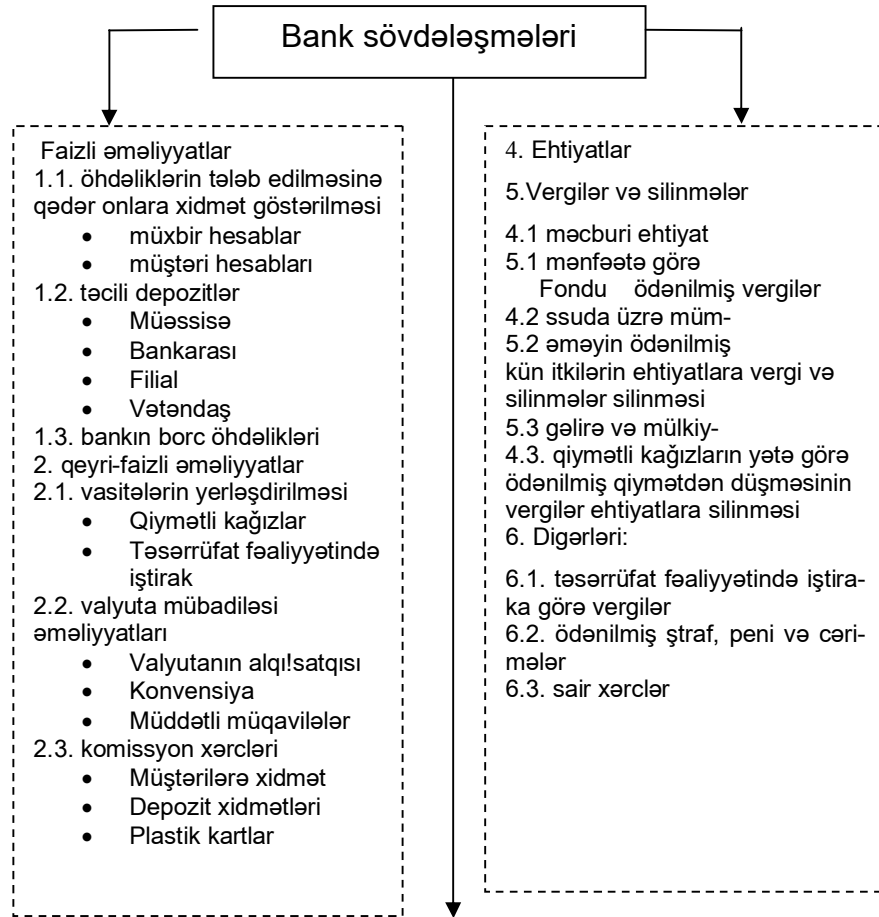 Bank sövdələşmələri
Faizli əməliyyatlar
1.1. öhdəliklərin tələb edilməsinə
qədər onlara xidmət göstərilməsi
• müxbir hesablar
• müştəri hesabları
1.2. təcili depozitlər
• Müəssisə
• Bankarası
• Filial
• Vətəndaş
1.3. bankın borc öhdəlikləri
2. qeyri-faizli əməliyyatlar
2.1. vasitələrin yerləşdirilməsi
• Qiymətli kağızlar
• Təsərrüfat fəaliyyətində
iştirak
2.2. valyuta mübadiləsi
əməliyyatları
• Valyutanın alqı!satqısı
• Konvensiya
• Müddətli müqavilələr
2.3. komissyon xərcləri
• Müştərilərə xidmət
• Depozit xidmətləri
• Plastik kartlar
4. Ehtiyatlar
5.Vergilər və silinmələr
4.1 məcburi ehtiyat
5.1 mənfəətə görə
Fondu ödənilmiş vergilər
4.2 ssuda üzrə müm-
5.2 əməyin ödənilmiş
kün itkilərin ehtiyatlara vergi və
silinmələr silinməsi
5.3 gəlirə və mülkiy-
4.3. qiymətli kağızların yətə görə
ödənilmiş qiymətdən düşməsinin
vergilər ehtiyatlara silinməsi
6. Digərləri:
6.1. təsərrüfat fəaliyyətində iştira-
ka görə vergilər
6.2. ödənilmiş ştraf, peni və cəri-
mələr
6.3. sair xərclər